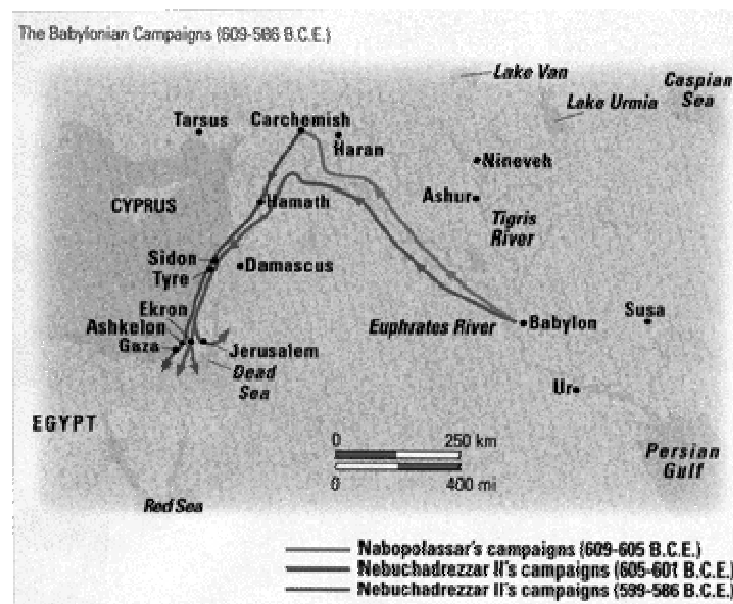 The Babylonian Campaigns (609-586 B.C.E.)
Lake Van
Caspian
Sea
Lake Urmia
Tarsus
Carchemish
Haran
Nineveh
Ashur
CYPRUS
Hamath
Tigris
River
Sidon
Damascus
Tyre
Ekron
Ashkelon
Gaza
Euphrates River
Babylon
Susa
Jerusalem
Dead
Sea
Ur
EGYPT
0 250 km
0 400 mi
Persian
Gulf
Red Sea
Nabopolassar's campaigns (609-605 B.C.E.)
Nebuchadrezzar II's campaigns (605-601 B.C.E.)
Nebuchadrezzar II's campaigns (599-586 B.C.E.)